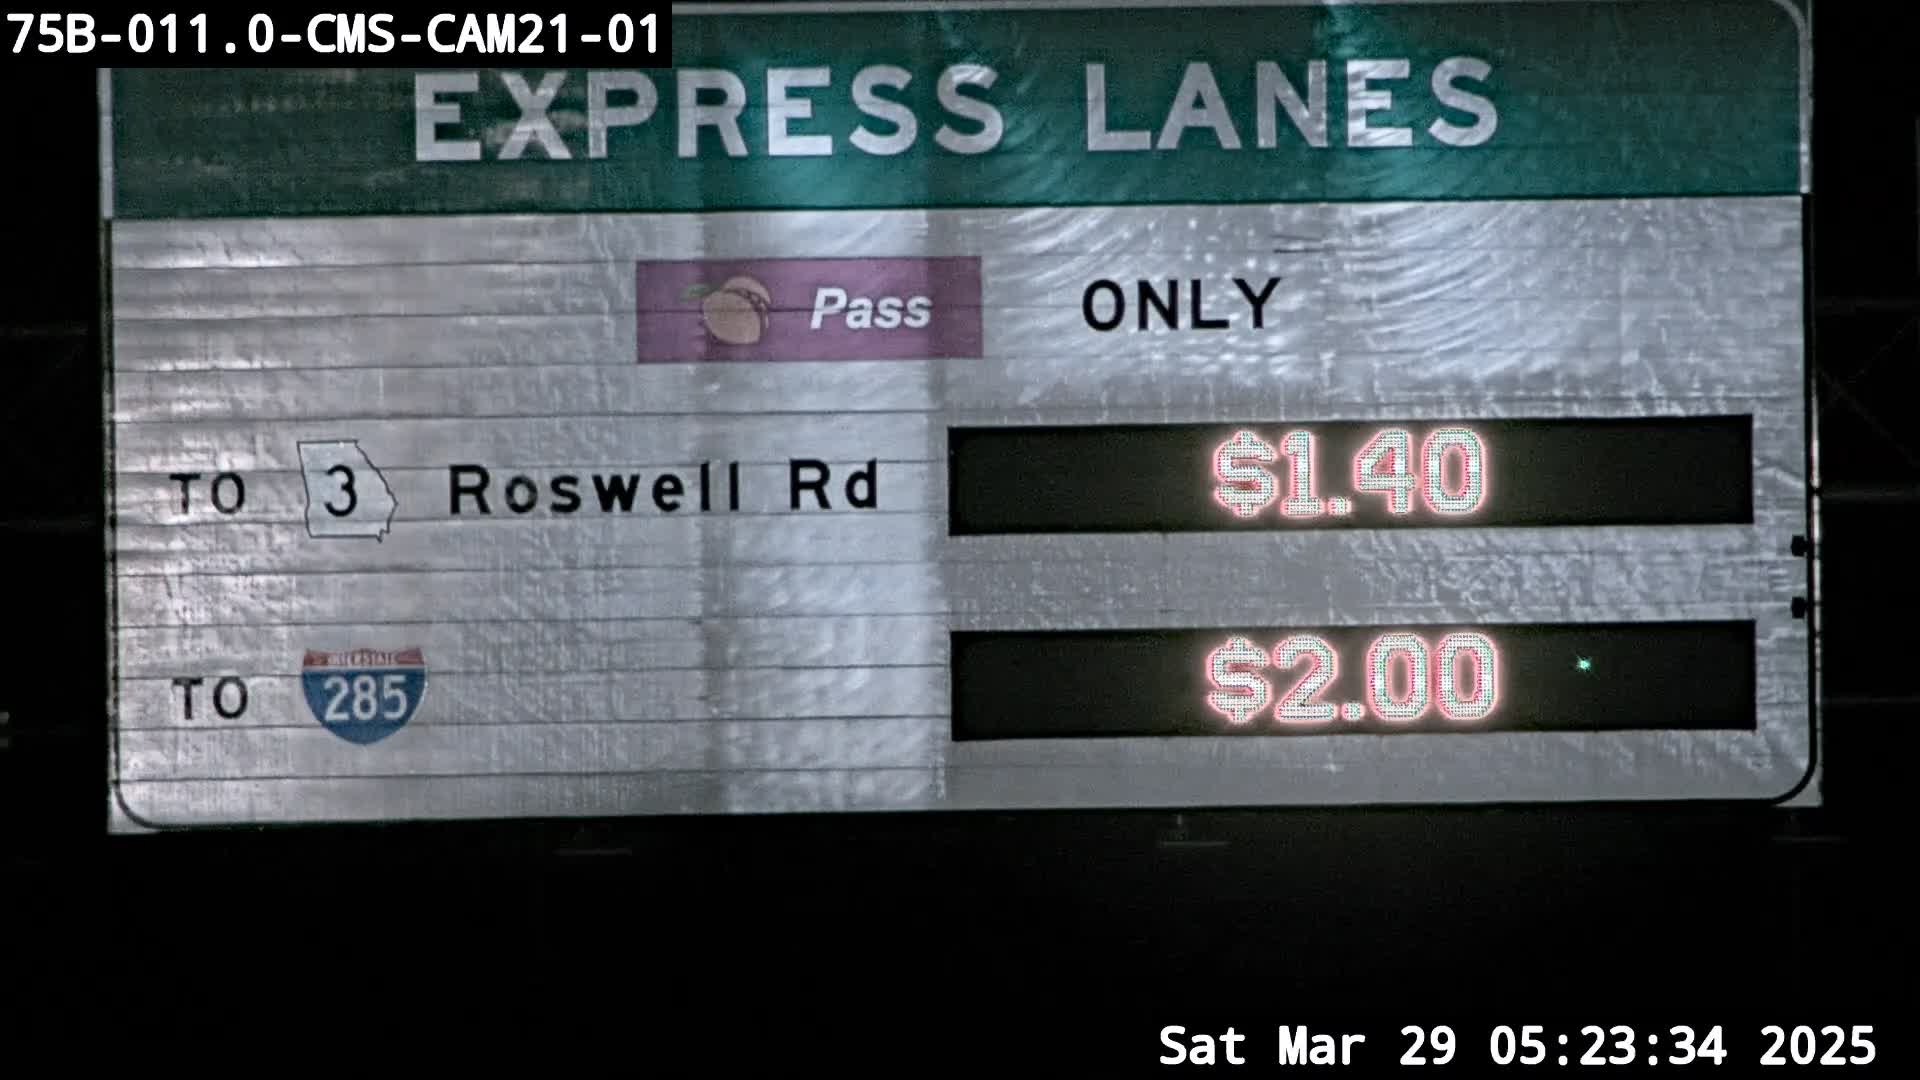 75B-011.0-CMS-CAM21-01
EXPRESS LANES
Pass ONLY
TO 3 Roswell Rd $1.40
TO INTERSTATE 285 $2.00
Sat Mar 29 05:23:34 2025